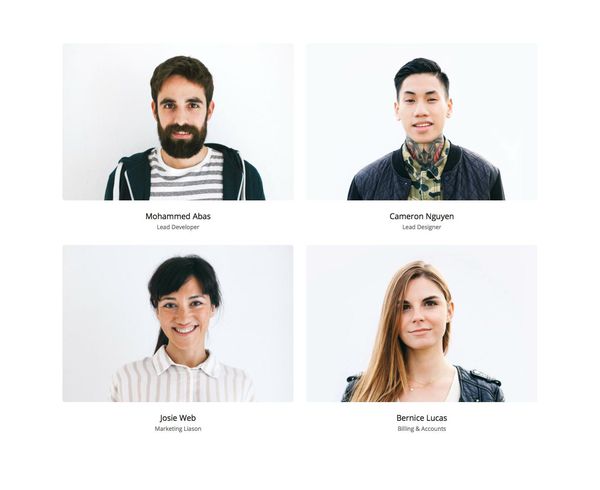 Mohammed Abas
Lead Developer
Cameron Nguyen
Lead Designer
Josie Web
Marketing Liason
Bernice Lucas
Billing & Accounts